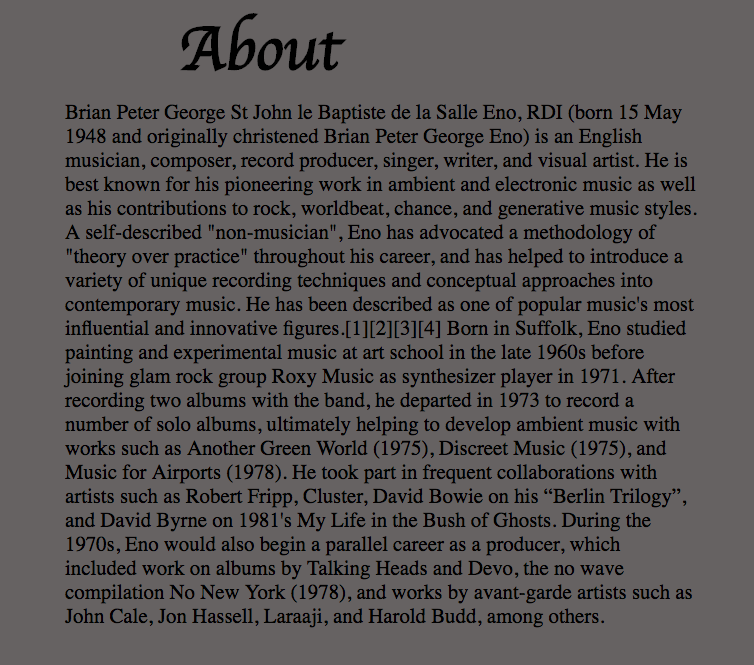 About
Brian Peter George St John le Baptiste de la Salle Eno, RDI (born 15 May
1948 and originally christened Brian Peter George Eno) is an English
musician, composer, record producer, singer, writer, and visual artist. He is
best known for his pioneering work in ambient and electronic music as well
as his contributions to rock, worldbeat, chance, and generative music styles.
A self-described "non-musician", Eno has advocated a methodology of
"theory over practice" throughout his career, and has helped to introduce a
variety of unique recording techniques and conceptual approaches into
contemporary music. He has been described as one of popular music's most
influential and innovative figures.[1][2][3][4] Born in Suffolk, Eno studied
painting and experimental music at art school in the late 1960s before
joining glam rock group Roxy Music as synthesizer player in 1971. After
recording two albums with the band, he departed in 1973 to record a
number of solo albums, ultimately helping to develop ambient music with
works such as Another Green World (1975), Discreet Music (1975), and
Music for Airports (1978). He took part in frequent collaborations with
artists such as Robert Fripp, Cluster, David Bowie on his “Berlin Trilogy”,
and David Byrne on 1981's My Life in the Bush of Ghosts. During the
1970s, Eno would also begin a parallel career as a producer, which
included work on albums by Talking Heads and Devo, the no wave
compilation No New York (1978), and works by avant-garde artists such as
John Cale, Jon Hassell, Laraaji, and Harold Budd, among others.